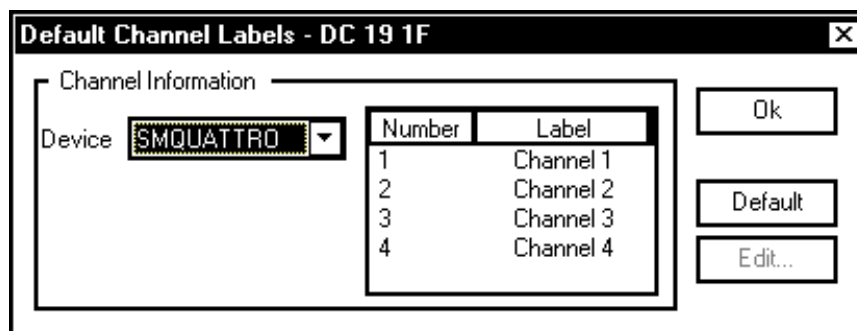 Default Channel Labels - DC 19 1F
Channel Information
Device SMQUATTRO
Number Label
1 Channel 1
2 Channel 2
3 Channel 3
4 Channel 4
Ok
Default
Edit...